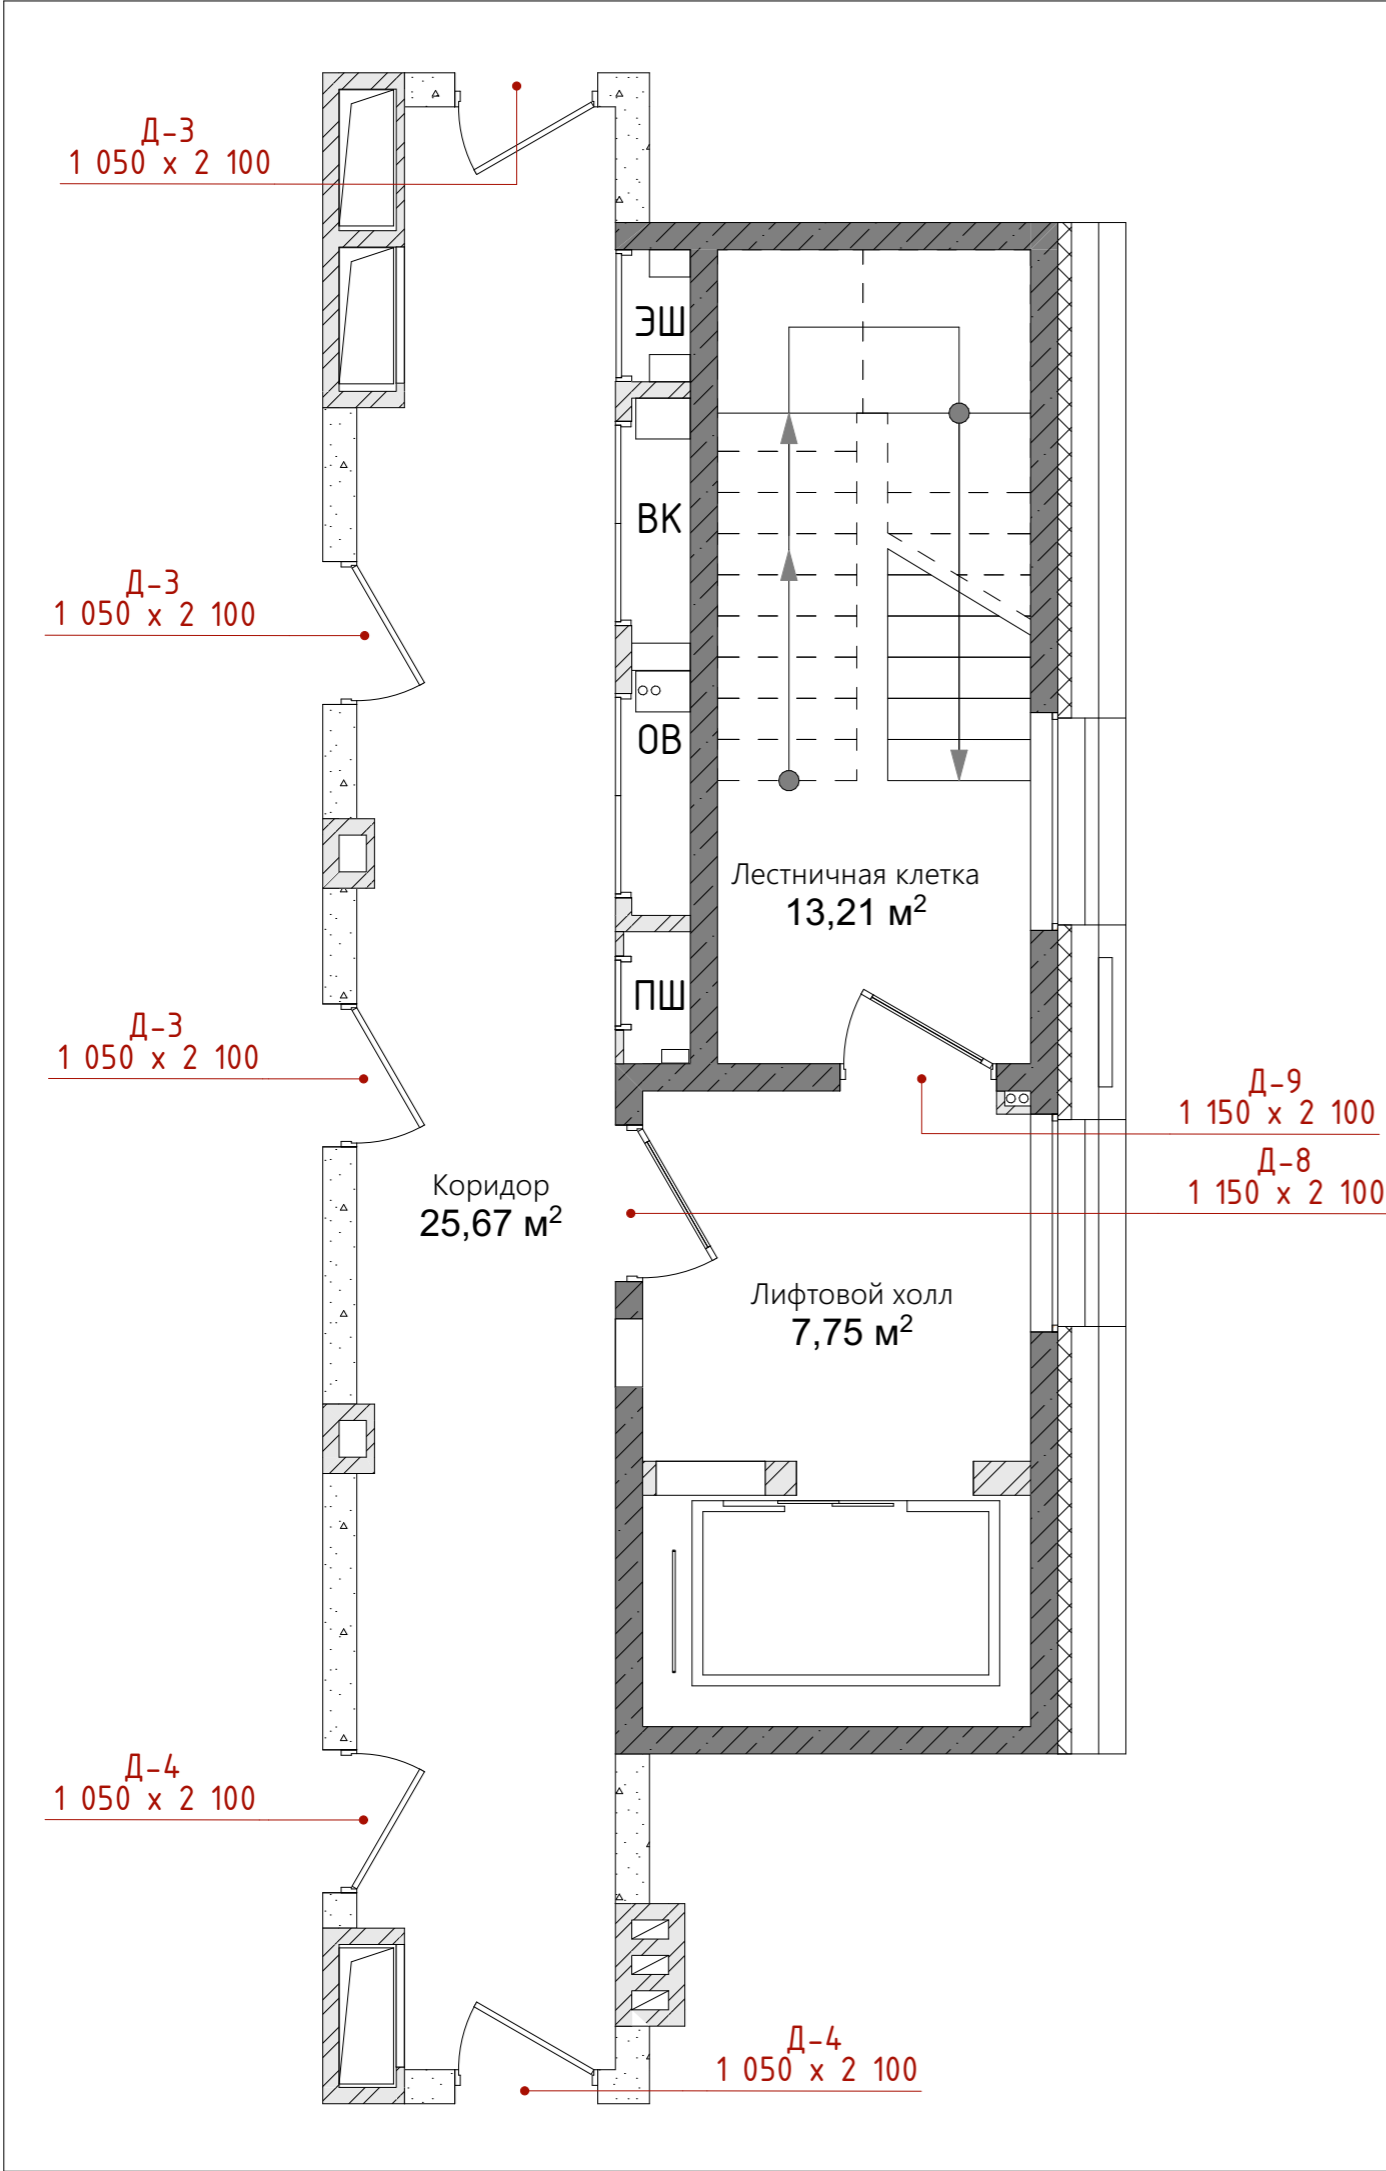 Д-3
1 050 x 2 100
ЭШ
ВК
Д-3
1 050 x 2 100
ОВ
Лестничная клетка
13,21 м²
ПШ
Д-3
1 050 x 2 100
Д-9
1 150 x 2 100
Д-8
1 150 x 2 100
Коридор
25,67 м²
Лифтовой холл
7,75 м²
Д-4
1 050 x 2 100
Д-4
1 050 x 2 100